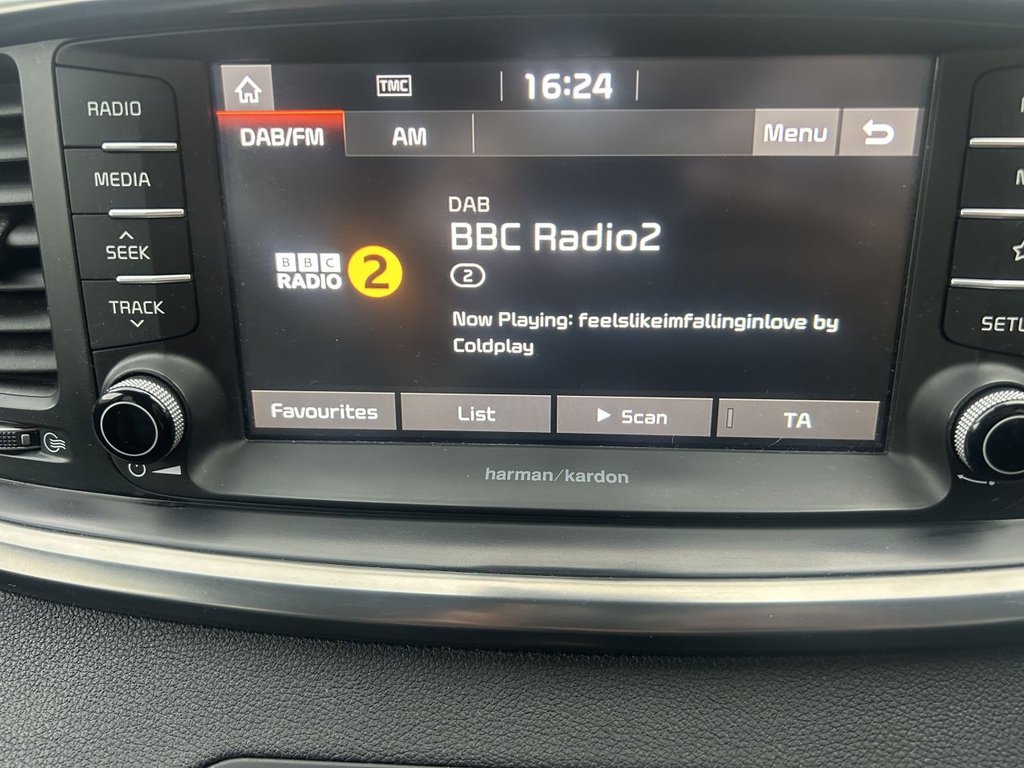 RADIO
MEDIA
SEEK
TRACK
TMC
16:24
DAB/FM
AM
Menu
BBC
RADIO
2
DAB
BBC Radio2
2
Now Playing: feelslikeimfallinginlove by
Coldplay
Favourites
List
Scan
TA
harman/kardon